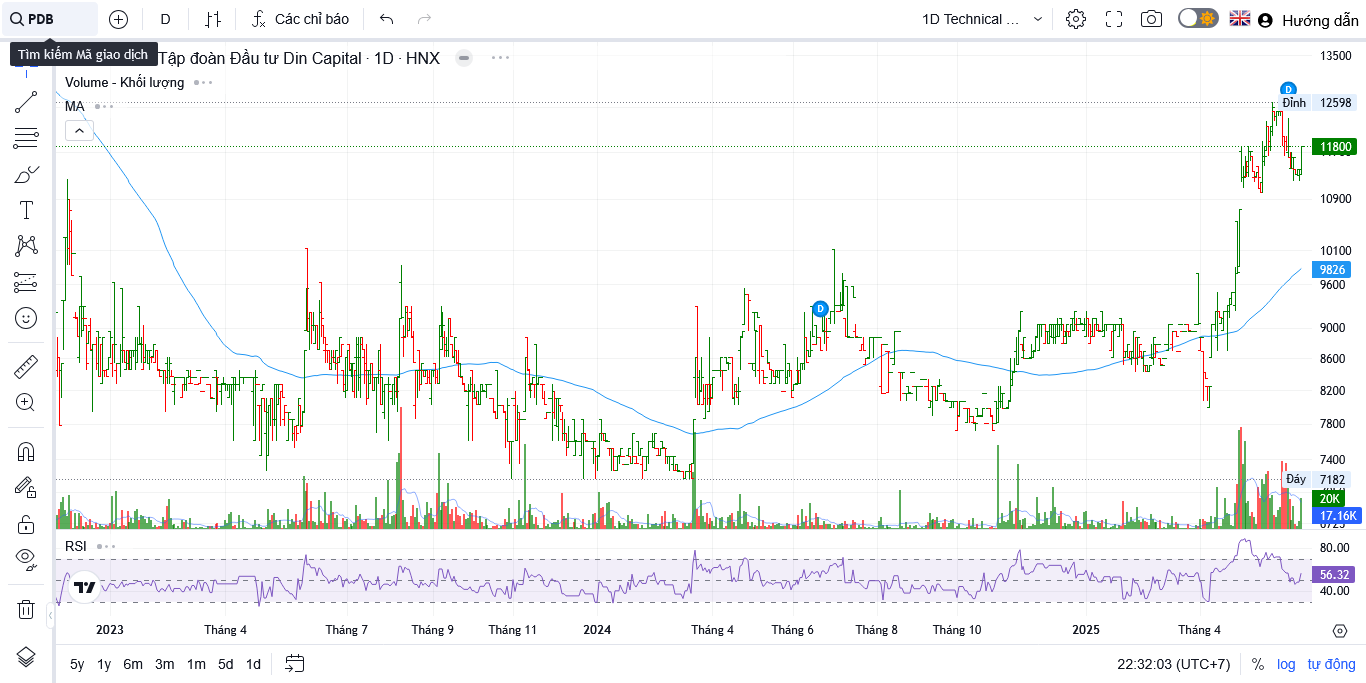 PDB
D
Các chỉ báo
1D Technical ...
Hướng dẫn
Tìm kiếm Mã giao dịch
Tập đoàn Đầu tư Din Capital · 1D · HNX
Volume - Khối lượng
MA
13500
D
Đỉnh 12598
11800
10900
10100
9826
9600
D
9000
8600
8200
7800
7400
Đáy 7182
20K
17.16K
RSI
80.00
56.32
40.00
2023 Tháng 4 Tháng 7 Tháng 9 Tháng 11 2024 Tháng 4 Tháng 6 Tháng 8 Tháng 10 2025 Tháng 4
5y 1y 6m 3m 1m 5d 1d
22:32:03 (UTC+7) % log tự động